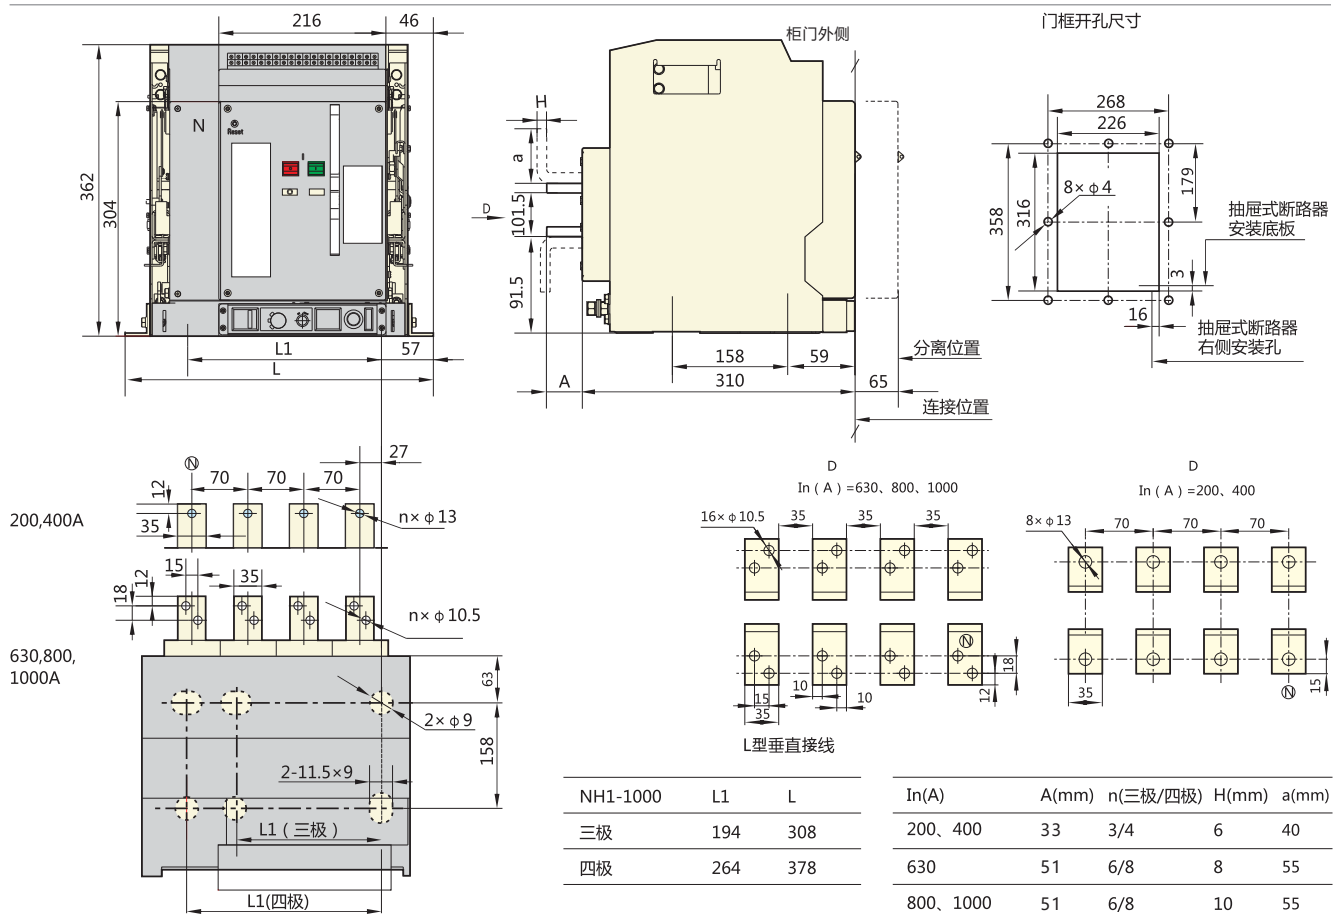 216
46
362
304
N
Reset
I
L1
57
L
柜门外侧
H
a
D
101.5
91.5
158
59
310
A
65
分离位置
连接位置
门框开孔尺寸
268
226
358
316
8×φ4
179
3
16
抽屉式断路器
安装底板
抽屉式断路器
右侧安装孔
200,400A
N
12
70
70
70
27
35
n×φ13
630,800,
1000A
18
12
15
35
n×φ10.5
63
158
2×φ9
2-11.5×9
L1（三极）
L1(四极)
D
In（A）=630、800、1000
16×φ10.5
35
35
35
N
10
10
15
35
18
12
L型垂直接线
D
In（A）=200、400
8×φ13
70
70
70
35
N
15
NH1-1000 L1 L
三极 194 308
四极 264 378
In(A) A(mm) n(三极/四极) H(mm) a(mm)
200、400 33 3/4 6 40
630 51 6/8 8 55
800、1000 51 6/8 10 55